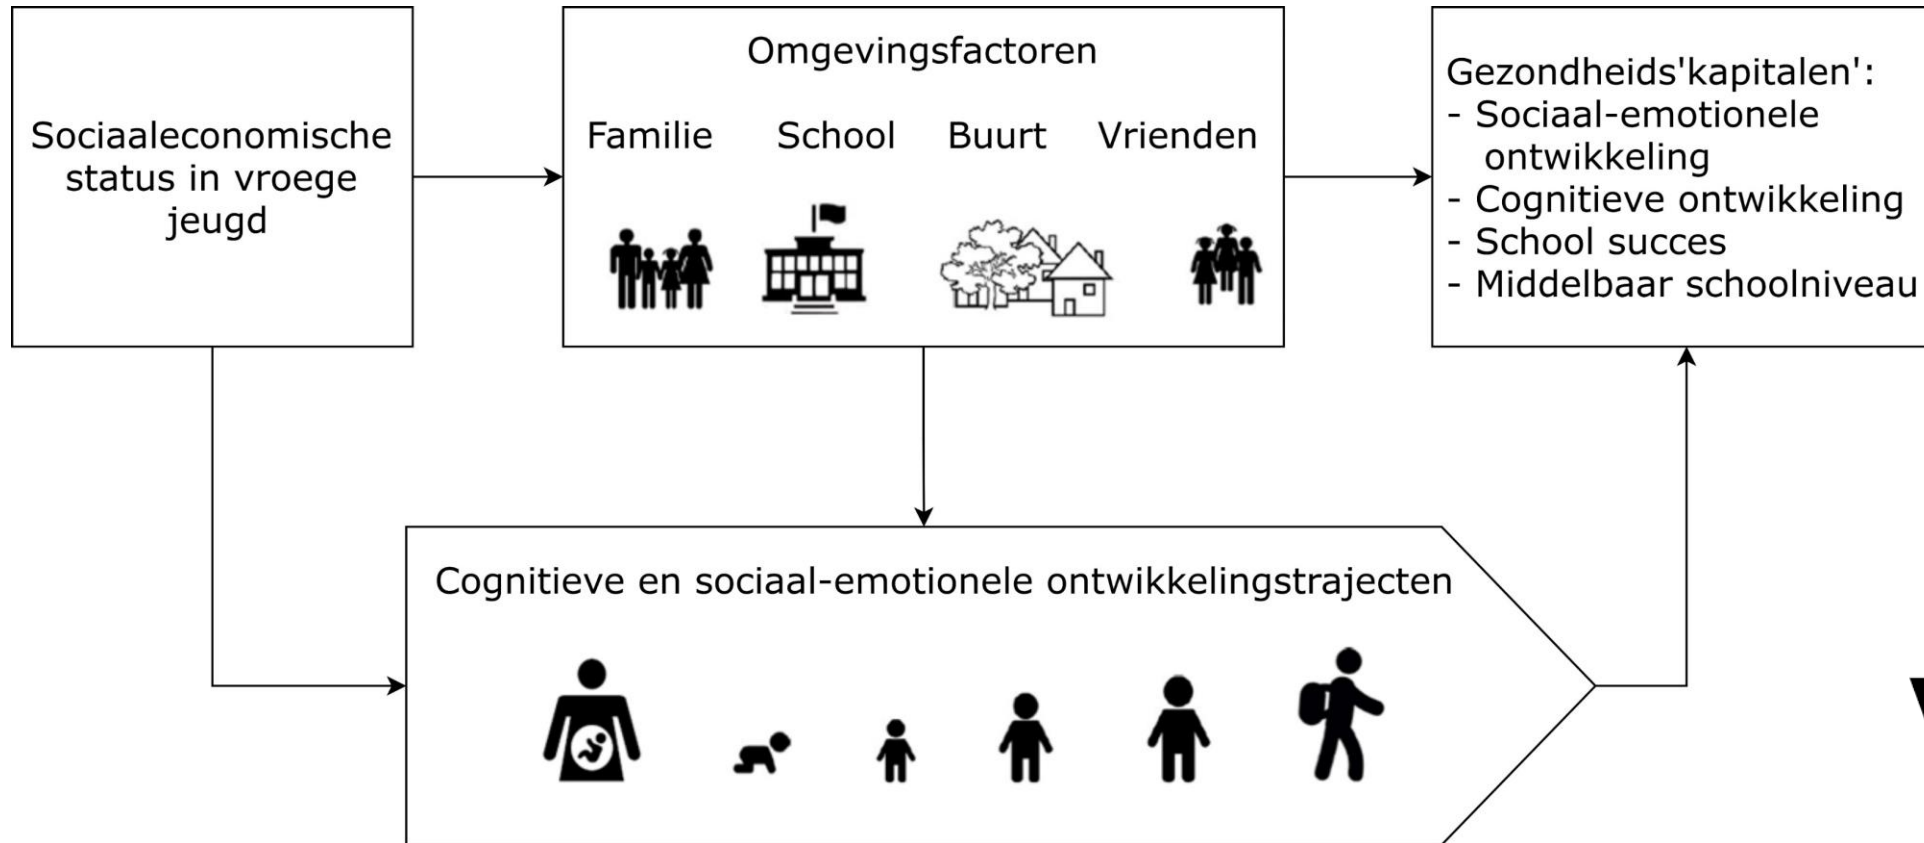 Sociaaleconomische
status in vroege
jeugd
Omgevingsfactoren
Familie School Buurt Vrienden
Gezondheids'kapitalen':
- Sociaal-emotionele
ontwikkeling
- Cognitieve ontwikkeling
- School succes
- Middelbaar schoolniveau
Cognitieve en sociaal-emotionele ontwikkelingstrajecten